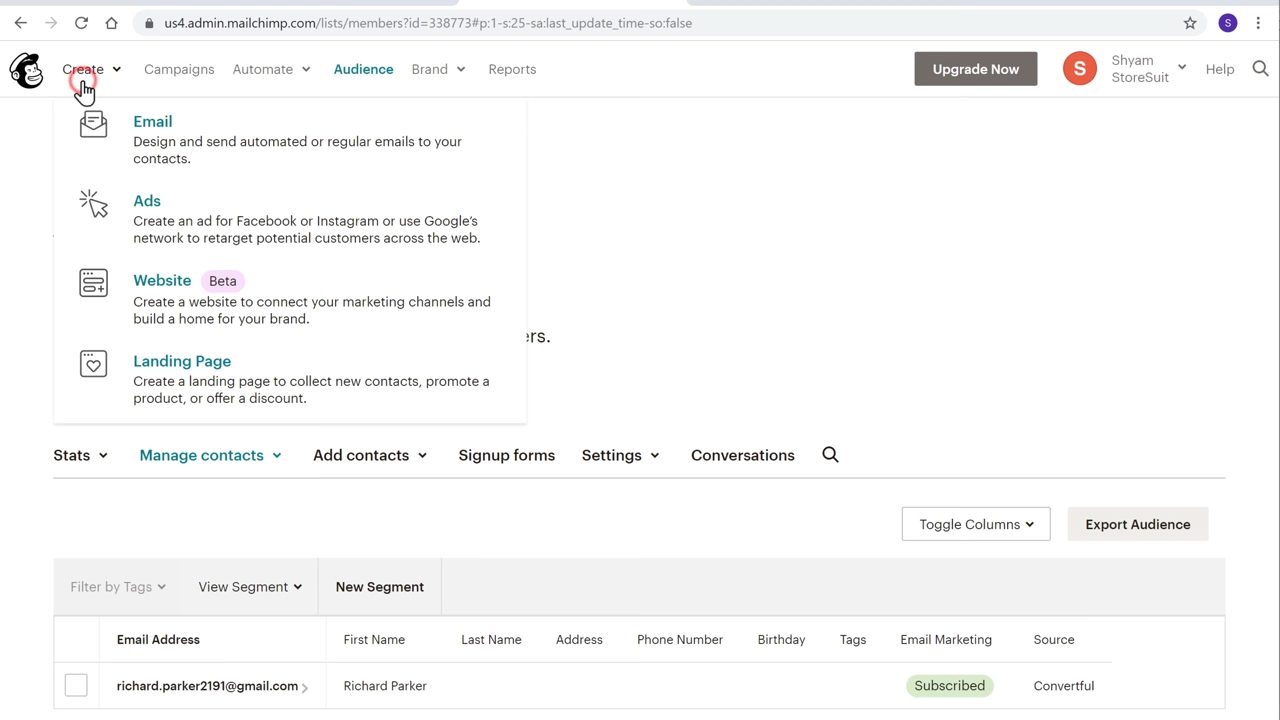 us4.admin.mailchimp.com/lists/members?id=338773#p:1-s:25-sa:last_update_time-so:false
S
Create Campaigns Automate Audience Brand Reports Upgrade Now S Shyam StoreSuit Help
Email
Design and send automated or regular emails to your
contacts.
Ads
Create an ad for Facebook or Instagram or use Google's
network to retarget potential customers across the web.
Website Beta
Create a website to connect your marketing channels and
build a home for your brand.
ers.
Landing Page
Create a landing page to collect new contacts, promote a
product, or offer a discount.
Stats Manage contacts Add contacts Signup forms Settings Conversations
Toggle Columns Export Audience
Filter by Tags View Segment New Segment
Email Address First Name Last Name Address Phone Number Birthday Tags Email Marketing Source
richard.parker2191@gmail.com Richard Parker Subscribed Convertful